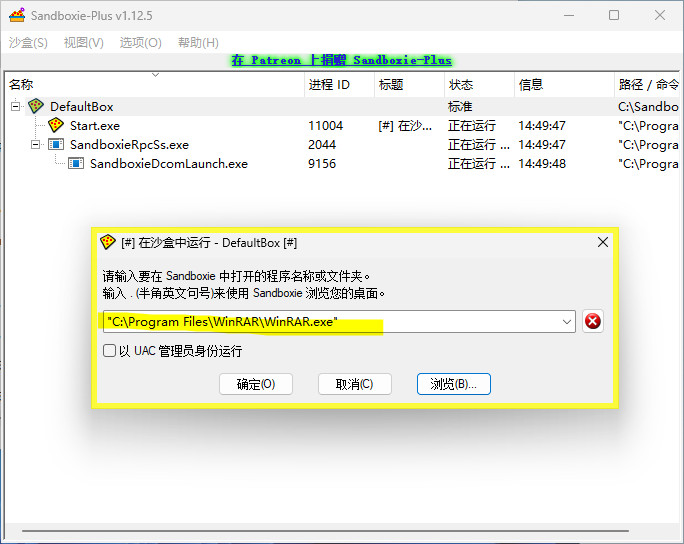 Sandboxie-Plus v1.12.5
沙盒(S) 视图(V) 选项(O) 帮助(H)
在 Patreon 上捐赠 Sandboxie-Plus
名称 进程 ID 标题 状态 信息 路径 / 命令
DefaultBox 标准 C:\Sandbo
Start.exe 11004 [#] 在沙... 正在运行 14:49:47 "C:\Progra
SandboxieRpcSs.exe 2044 正在运行 ... 14:49:47 "C:\Progra
SandboxieDcomLaunch.exe 9156 正在运行 ... 14:49:48 "C:\Progra
[#] 在沙盒中运行 - DefaultBox [#]
请输入要在 Sandboxie 中打开的程序名称或文件夹。
输入 . (半角英文句号)来使用 Sandboxie 浏览您的桌面。
"C:\Program Files\WinRAR\WinRAR.exe"
以 UAC 管理员身份运行
确定(O) 取消(C) 浏览(B)...